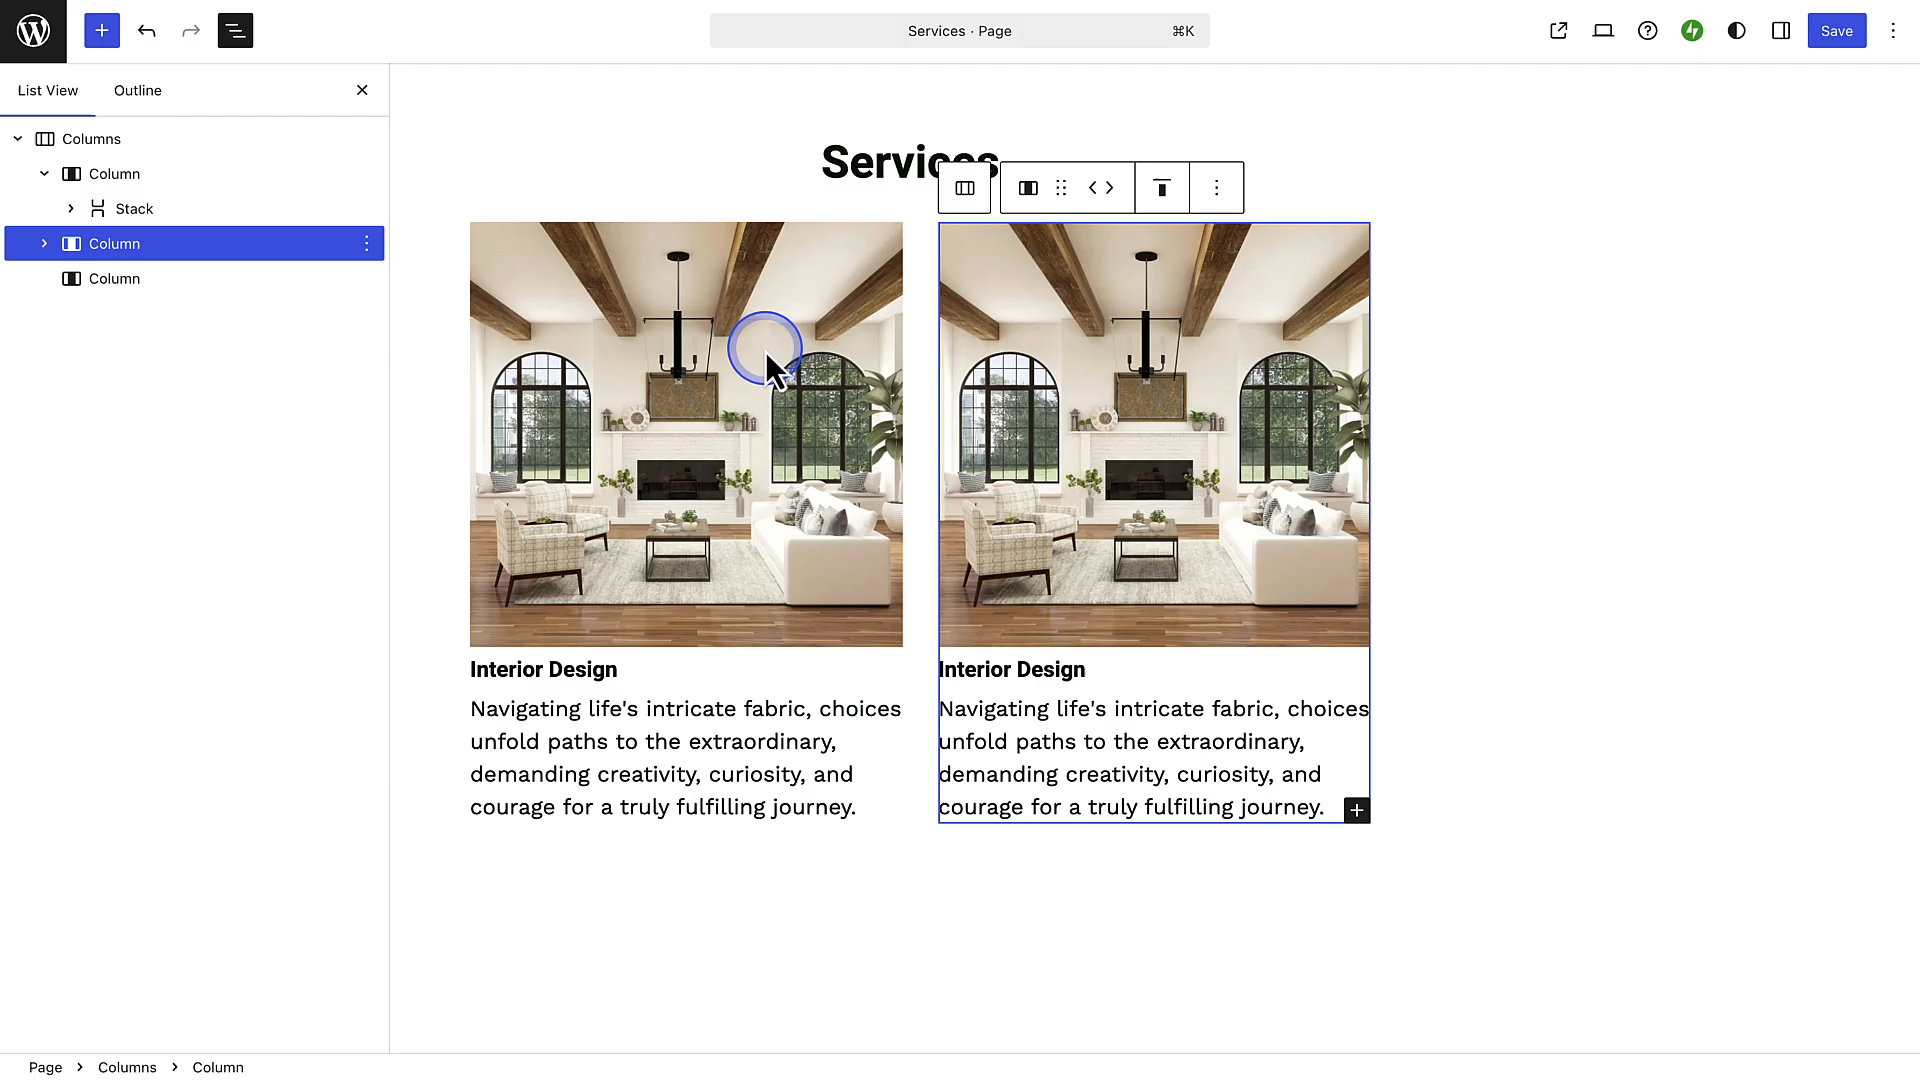 Services · Page
⌘K
Save
List View
Outline
Columns
Column
Stack
Column
Column
Services
Interior Design
Navigating life's intricate fabric, choices
unfold paths to the extraordinary,
demanding creativity, curiosity, and
courage for a truly fulfilling journey.
Interior Design
Navigating life's intricate fabric, choices
unfold paths to the extraordinary,
demanding creativity, curiosity, and
courage for a truly fulfilling journey.
Page > Columns > Column